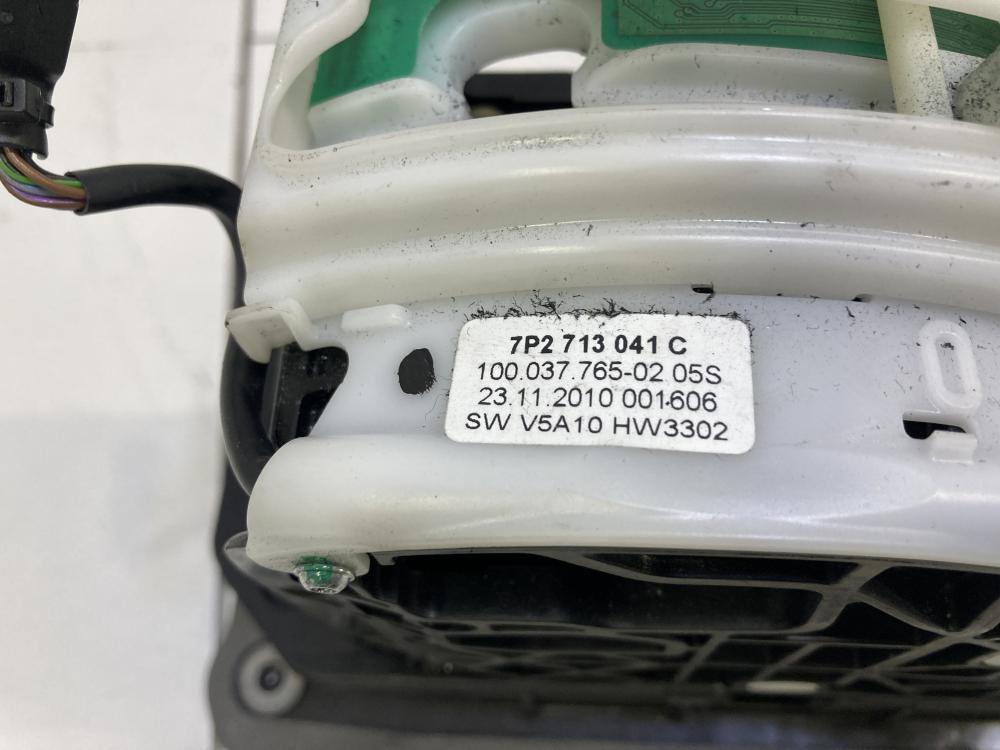 7P2 713 041 C
100.037.765-02 05S
23.11.2010 001606
SW V5A10 HW3302